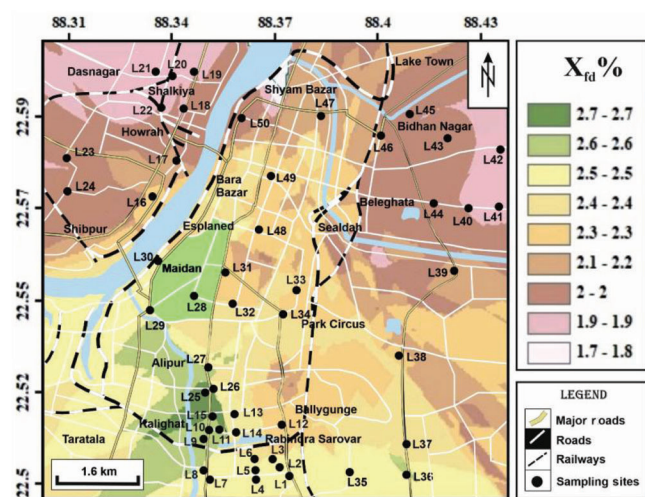 88.31 88.34 88.37 88.4 88.43
Lake Town
Dasnagar L21 L20 L19
Shalkiya
Shyam Bazar
L22 L18
L47
L45
22.59
L50
Bidhan Nagar
Howrah
L46
L43
L42
L23
L17
Bara
Bazar
L49
L24
L16
Beleghata
22.57
L44
L40
L41
Shibpur
Esplaned
L48
Sealdah
L30
Maidan
L31
L33
L39
22.55
L28
L32
L29
L34
Park Circus
L27
L38
Alipur
22.52
L25
L26
Kalighat
L15
L13
Ballygunge
L10
L12
Taratala
L9
L11
L14
Rabindra Sarovar
L37
L6
L3
L8
L5
L2
22.5
L7
L4
L1
L35
L36
1.6 km
N
Xfd%
2.7 - 2.7
2.6 - 2.6
2.5 - 2.5
2.4 - 2.4
2.3 - 2.3
2.1 - 2.2
2 - 2
1.9 - 1.9
1.7 - 1.8
LEGEND
Major roads
Roads
Railways
Sampling sites